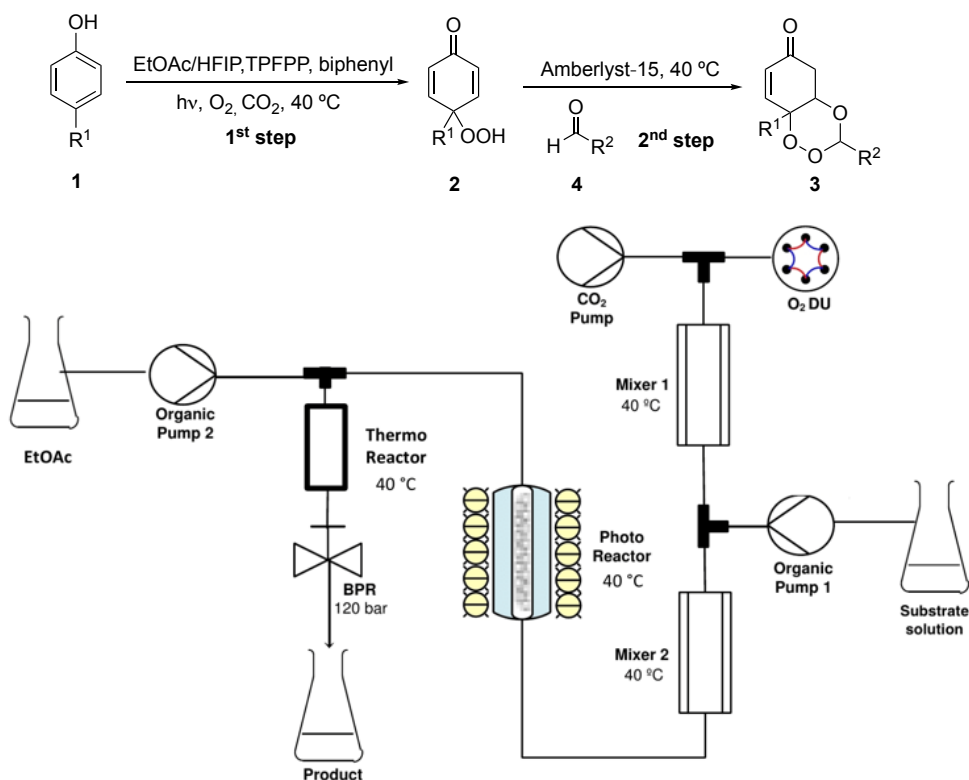 OH
R¹
1
EtOAc/HFIP,TPFPP, biphenyl
hν, O₂, CO₂, 40 ºC
1st step
O
R¹ OOH
2
Amberlyst-15, 40 ºC
O
H R²
2nd step
4
O
R¹
O
O
O
R²
3
CO₂
Pump
O₂ DU
Mixer 1
40 ºC
EtOAc
Organic
Pump 2
Thermo
Reactor
40 °C
BPR
120 bar
Product
Photo
Reactor
40 °C
Organic
Pump 1
Substrate
solution
Mixer 2
40 ºC